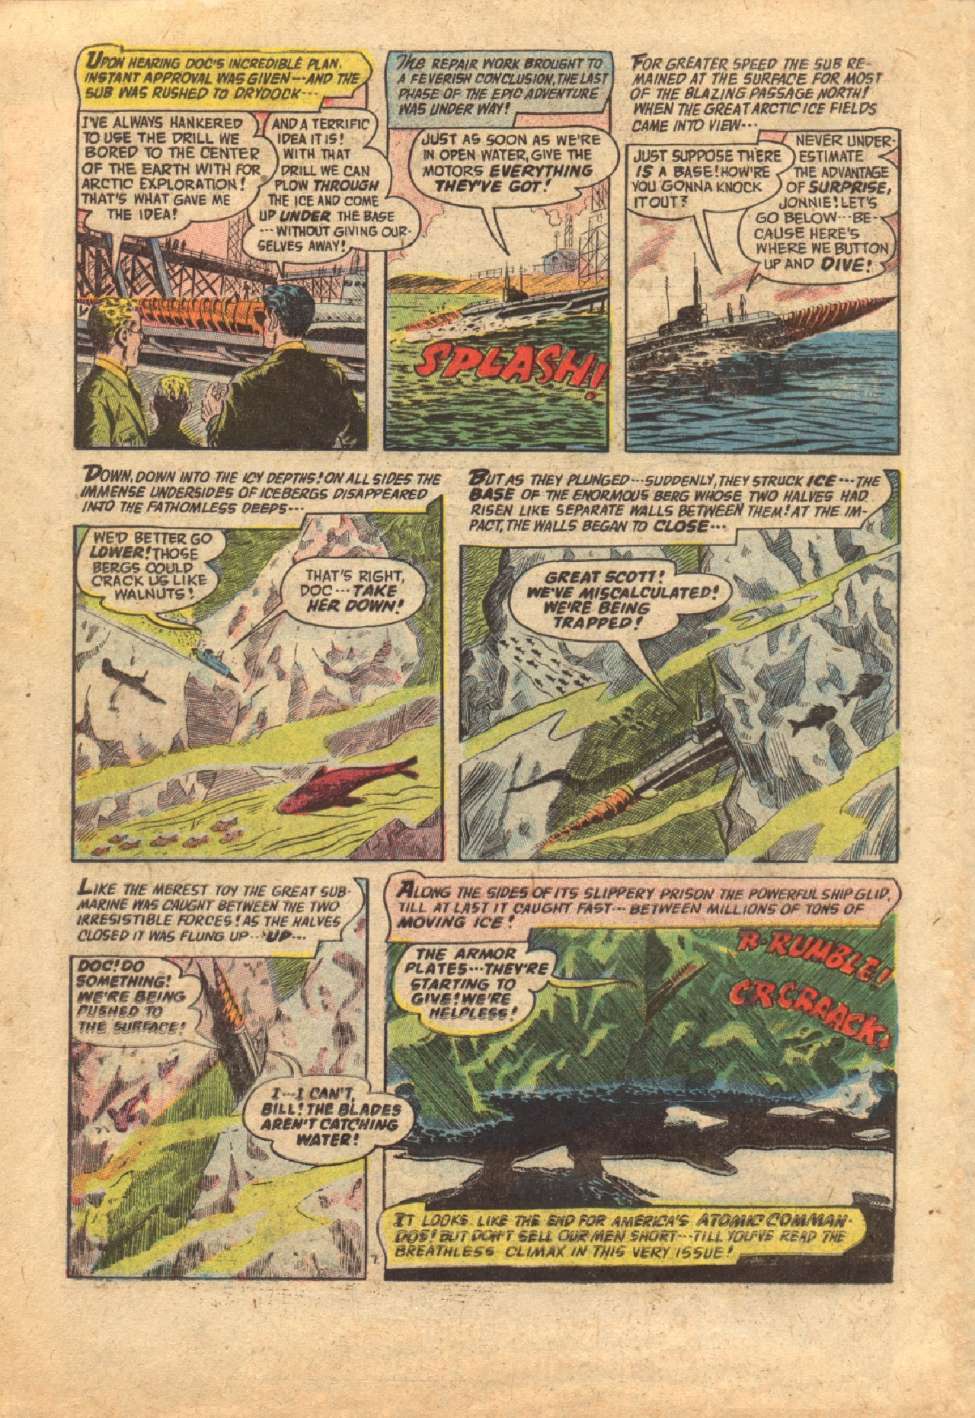 UPON HEARING DOC'S INCREDIBLE PLAN,
INSTANT APPROVAL WAS GIVEN---AND THE
SUB WAS RUSHED TO DRYDOCK---
I'VE ALWAYS HANKERED
TO USE THE DRILL WE
BORED TO THE CENTER
OF THE EARTH WITH FOR
ARCTIC EXPLORATION!
THAT'S WHAT GAVE ME
THE IDEA!
AND A TERRIFIC
IDEA IT IS!
WITH THAT
DRILL WE CAN
PLOW THROUGH
THE ICE AND COME
UP UNDER THE BASE
---WITHOUT GIVING OUR-
SELVES AWAY!
THE REPAIR WORK BROUGHT TO
A FEVERISH CONCLUSION, THE LAST
PHASE OF THE EPIC ADVENTURE
WAS UNDER WAY!
JUST AS SOON AS WE'RE
IN OPEN WATER, GIVE THE
MOTORS EVERYTHING
THEY'VE GOT!
SPLASH!
FOR GREATER SPEED THE SUB RE-
MAINED AT THE SURFACE FOR MOST
OF THE BLAZING PASSAGE NORTH!
WHEN THE GREAT ARCTIC ICE FIELDS
CAME INTO VIEW---
JUST SUPPOSE THERE
IS A BASE! HOW'RE
YOU GONNA KNOCK
IT OUT?
NEVER UNDER-
ESTIMATE
THE ADVANTAGE
OF SURPRISE,
JONNIE! LET'S
GO BELOW---BE-
CAUSE HERE'S
WHERE WE BUTTON
UP AND DIVE!
DOWN, DOWN INTO THE ICY DEPTHS! ON ALL SIDES THE
IMMENSE UNDERSIDES OF ICEBERGS DISAPPEARED
INTO THE FATHOMLESS DEEPS---
WE'D BETTER GO
LOWER! THOSE
BERGS COULD
CRACK US LIKE
WALNUTS!
THAT'S RIGHT,
DOC---TAKE
HER DOWN!
BUT AS THEY PLUNGED---SUDDENLY, THEY STRUCK ICE---THE
BASE OF THE ENORMOUS BERG WHOSE TWO HALVES HAD
RISEN LIKE SEPARATE WALLS BETWEEN THEM! AT THE IM-
PACT, THE WALLS BEGAN TO CLOSE---
GREAT SCOTT!
WE'VE MISCALCULATED!
WE'RE BEING
TRAPPED!
LIKE THE MEREST TOY THE GREAT SUB-
MARINE WAS CAUGHT BETWEEN THE TWO
IRRESISTIBLE FORCES! AS THE HALVES
CLOSED IT WAS FLUNG UP---UP---
DOC! DO
SOMETHING!
WE'RE BEING
PUSHED TO
THE SURFACE!
I---I CAN'T,
BILL! THE BLADES
AREN'T CATCHING
WATER!
ALONG THE SIDES OF ITS SLIPPERY PRISON THE POWERFUL SHIP GLID,
TILL AT LAST IT CAUGHT FAST---BETWEEN MILLIONS OF TONS OF
MOVING ICE!
THE ARMOR
PLATES---THEY'RE
STARTING TO
GIVE! WE'RE
HELPLESS!
R-RUMBLE!
CRCRAAACK!
IT LOOKS LIKE THE END FOR AMERICA'S ATOMIC COMMAN-
DOS! BUT DON'T SELL OUR MEN SHORT---TILL YOU'VE READ THE
BREATHLESS CLIMAX IN THIS VERY ISSUE!
7.